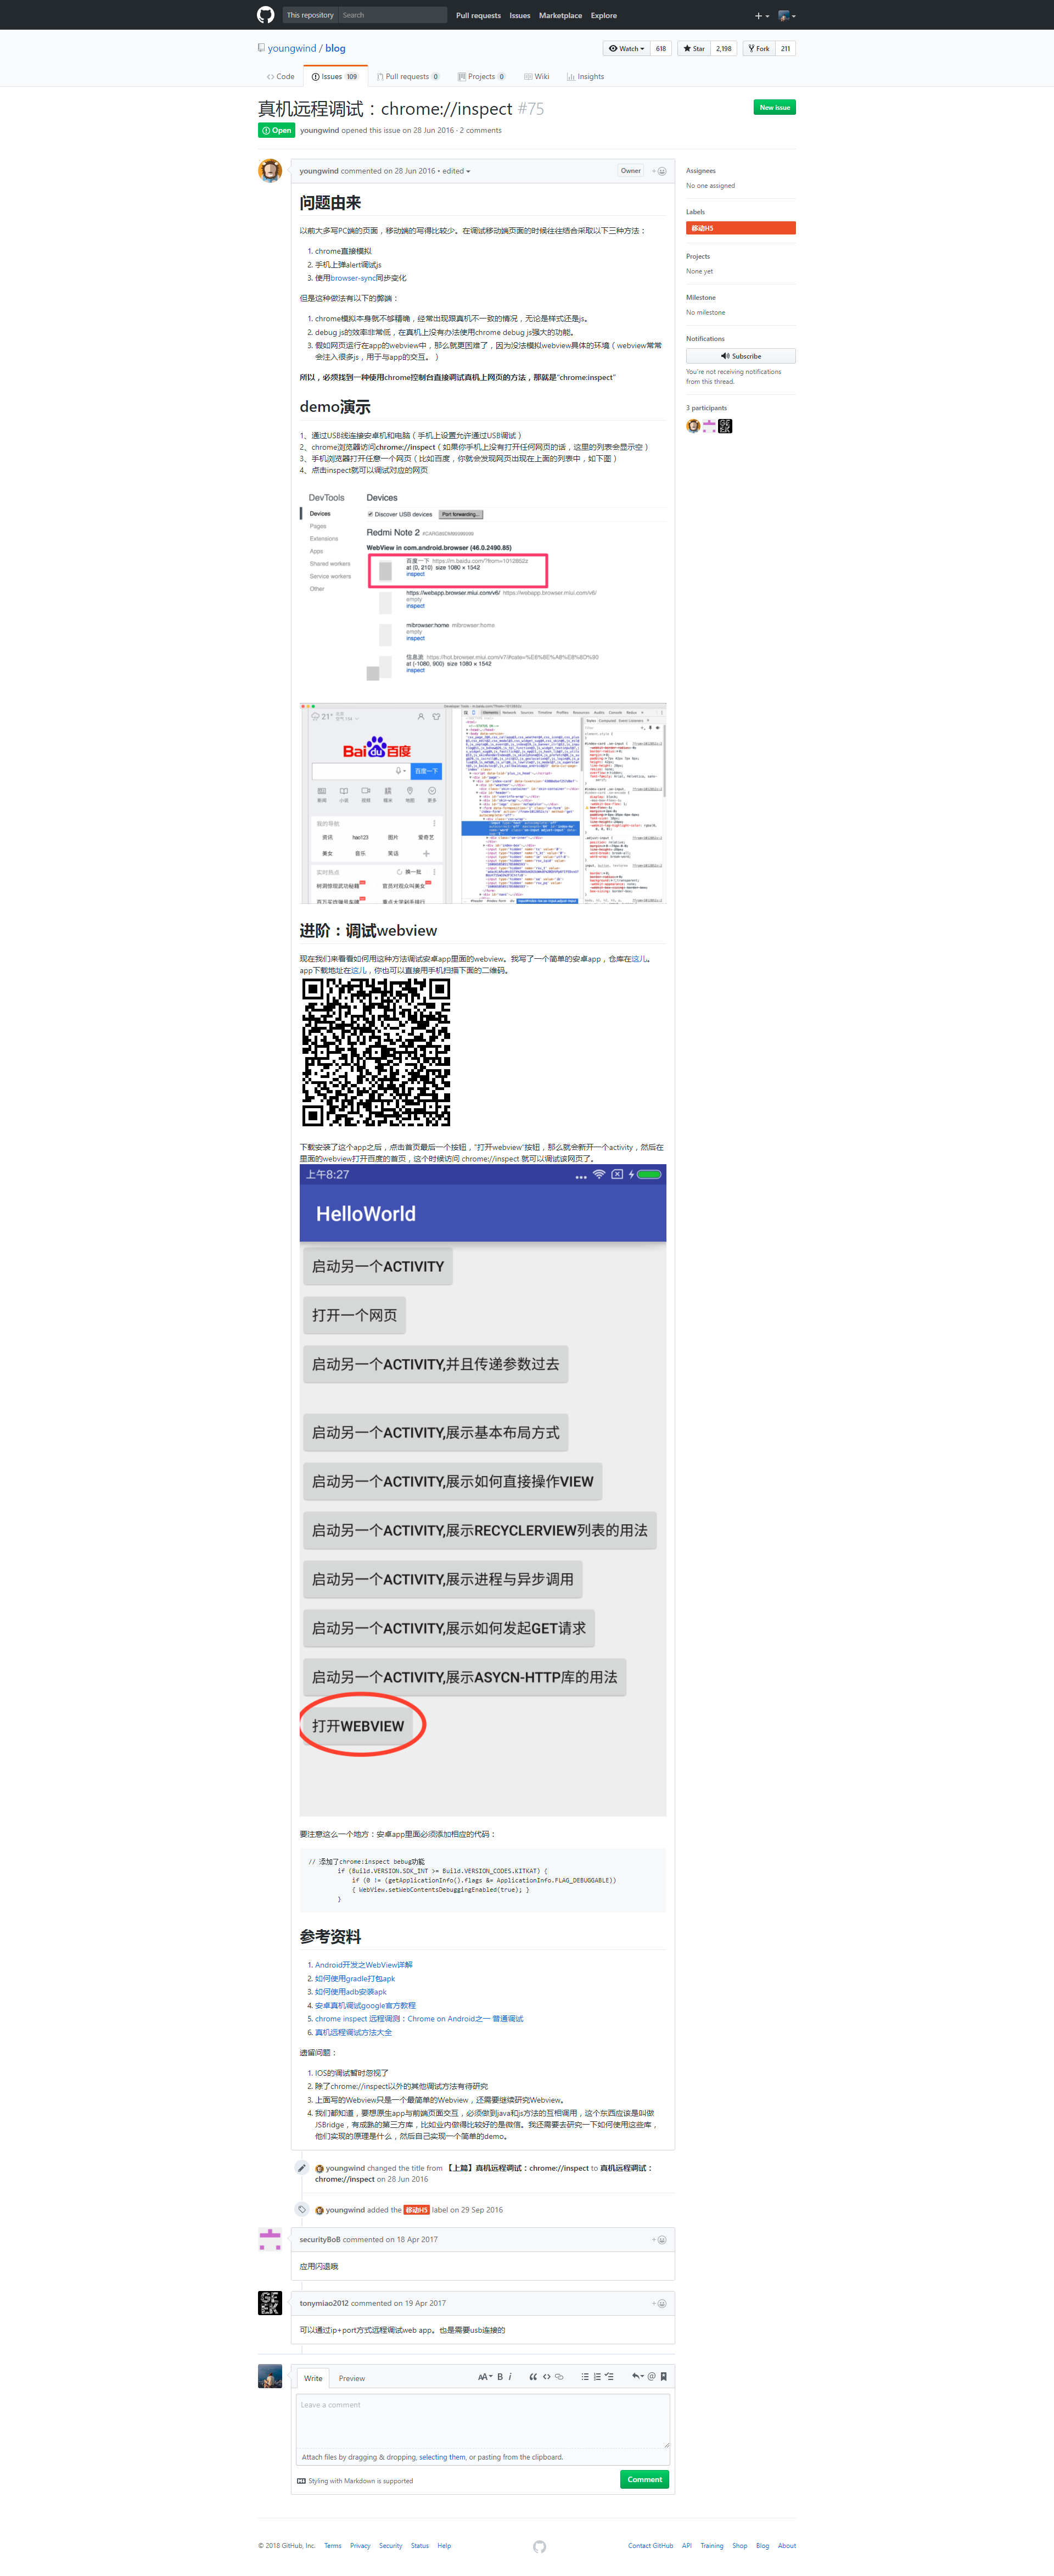 This repository Search Pull requests Issues Marketplace Explore
youngwind / blog
Watch 618 Star 2,198 Fork 211
Code Issues 109 Pull requests 0 Projects 0 Wiki Insights
真机远程调试：chrome://inspect #75
New issue
Open youngwind opened this issue on 28 Jun 2016 · 2 comments
youngwind commented on 28 Jun 2016 • edited
Owner
问题由来
以前大多写PC端的页面，移动端的写得比较少。在调试移动端页面的时候往往结合采取以下三种方法：
1. chrome直接模拟
2. 手机上弹alert调试js
3. 使用browser-sync同步变化
但是这种做法有以下的弊端：
1. chrome模拟本身就不够精确，经常出现跟真机不一致的情况，无论是样式还是js。
2. debug js的效率非常低，在真机上没有办法使用chrome debug js强大的功能。
3. 假如网页运行在app的webview中，那么就更困难了，因为没法模拟webview具体的环境（webview常常
会注入很多js，用于与app的交互。）
所以，必须找到一种使用chrome控制台直接调试真机上网页的方法，那就是“chrome:inspect”
demo演示
1、通过USB线连接安卓机和电脑（手机上设置允许通过USB调试）
2、chrome浏览器访问chrome://inspect（如果你手机上没有打开任何网页的话，这里的列表会显示空）
3、手机浏览器打开任意一个网页（比如百度，你就会发现网页出现在上面的列表中，如下图）
4、点击inspect就可以调试对应的网页
DevTools
Devices
Pages
Extensions
Apps
Shared workers
Service workers
Other
Devices
Discover USB devices Port forwarding...
Redmi Note 2
WebView in com.android.browser (46.0.2490.85)
百度一下 https://m.baidu.com/?from=1012852z
at (0, 210) size 1080 × 1542
inspect
https://webapp.browser.miui.com/v6/ https://webapp.browser.miui.com/v6/
empty
inspect
mibrowser:home mibrowser:home
empty
inspect
信息流
at (-1080, 900) size 1080 × 1542
inspect
21°
Bai百度
百度一下
新闻 小说 视频 糯米 地图 更多
我的导航
资讯 hao123 图片 爱奇艺
美女 音乐 笑话
实时热点 换一批
进阶：调试webview
现在我们来看看如何用这种方法调试安卓app里面的webview。我写了一个简单的安卓app，仓库在这儿。
app下载地址在这儿，你也可以直接用手机扫描下面的二维码。
下载安装了这个app之后，点击首页最后一个按钮，“打开webview”按钮，那么就会新开一个activity，然后在
里面的webview打开百度的首页，这个时候访问 chrome://inspect 就可以调试该网页了。
上午8:27
HelloWorld
启动另一个ACTIVITY
打开一个网页
启动另一个ACTIVITY,并且传递参数过去
启动另一个ACTIVITY,展示基本布局方式
启动另一个ACTIVITY,展示如何直接操作VIEW
启动另一个ACTIVITY,展示RECYCLERVIEW列表的用法
启动另一个ACTIVITY,展示进程与异步调用
启动另一个ACTIVITY,展示如何发起GET请求
启动另一个ACTIVITY,展示ASYCN-HTTP库的用法
打开WEBVIEW
要注意这么一个地方：安卓app里面必须添加相应的代码：
// 添加了chrome:inspect bebug功能
if (Build.VERSION.SDK_INT >= Build.VERSION_CODES.KITKAT) {
if (0 != (getApplicationInfo().flags &= ApplicationInfo.FLAG_DEBUGGABLE))
{ WebView.setWebContentsDebuggingEnabled(true); }
}
参考资料
1. Android开发之WebView详解
2. 如何使用gradle打包apk
3. 如何使用adb安装apk
4. 安卓真机调试google官方教程
5. chrome inspect 远程调测：Chrome on Android之一 普通调试
6. 真机远程调试方法大全
遗留问题：
1. IOS的调试暂时忽视了
2. 除了chrome://inspect以外的其他调试方法有待研究
3. 上面写的Webview只是一个最简单的Webview，还需要继续研究Webview。
4. 我们都知道，要想原生app与前端页面交互，必须做到java和js方法的互相调用，这个东西应该是叫做
JSBridge，有成熟的第三方库，比如业内做得比较好的是微信。我还需要去研究一下如何使用这些库，
他们实现的原理是什么，然后自己实现一个简单的demo。
youngwind changed the title from 【上篇】真机远程调试：chrome://inspect to 真机远程调试：
chrome://inspect on 28 Jun 2016
youngwind added the 移动H5 label on 29 Sep 2016
securityBoB commented on 18 Apr 2017
应用闪退哦
tonymiao2012 commented on 19 Apr 2017
可以通过ip+port方式远程调试web app。也是需要usb连接的
Write Preview
Leave a comment
Attach files by dragging & dropping, selecting them, or pasting from the clipboard.
Styling with Markdown is supported
Comment
Assignees
No one assigned
Labels
移动H5
Projects
None yet
Milestone
No milestone
Notifications
Subscribe
You're not receiving notifications
from this thread.
3 participants
© 2018 GitHub, Inc. Terms Privacy Security Status Help
Contact GitHub API Training Shop Blog About